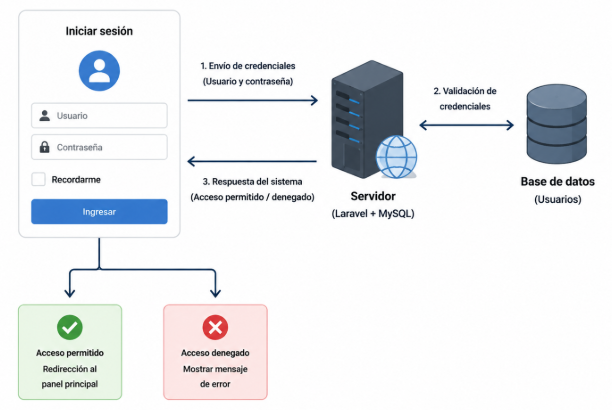 Iniciar sesión
Usuario
Contraseña
Recordarme
Ingresar
1. Envío de credenciales
(Usuario y contraseña)
3. Respuesta del sistema
(Acceso permitido / denegado)
Servidor
(Laravel + MySQL)
2. Validación de
credenciales
Base de datos
(Usuarios)
Acceso permitido
Redirección al
panel principal
Acceso denegado
Mostrar mensaje
de error